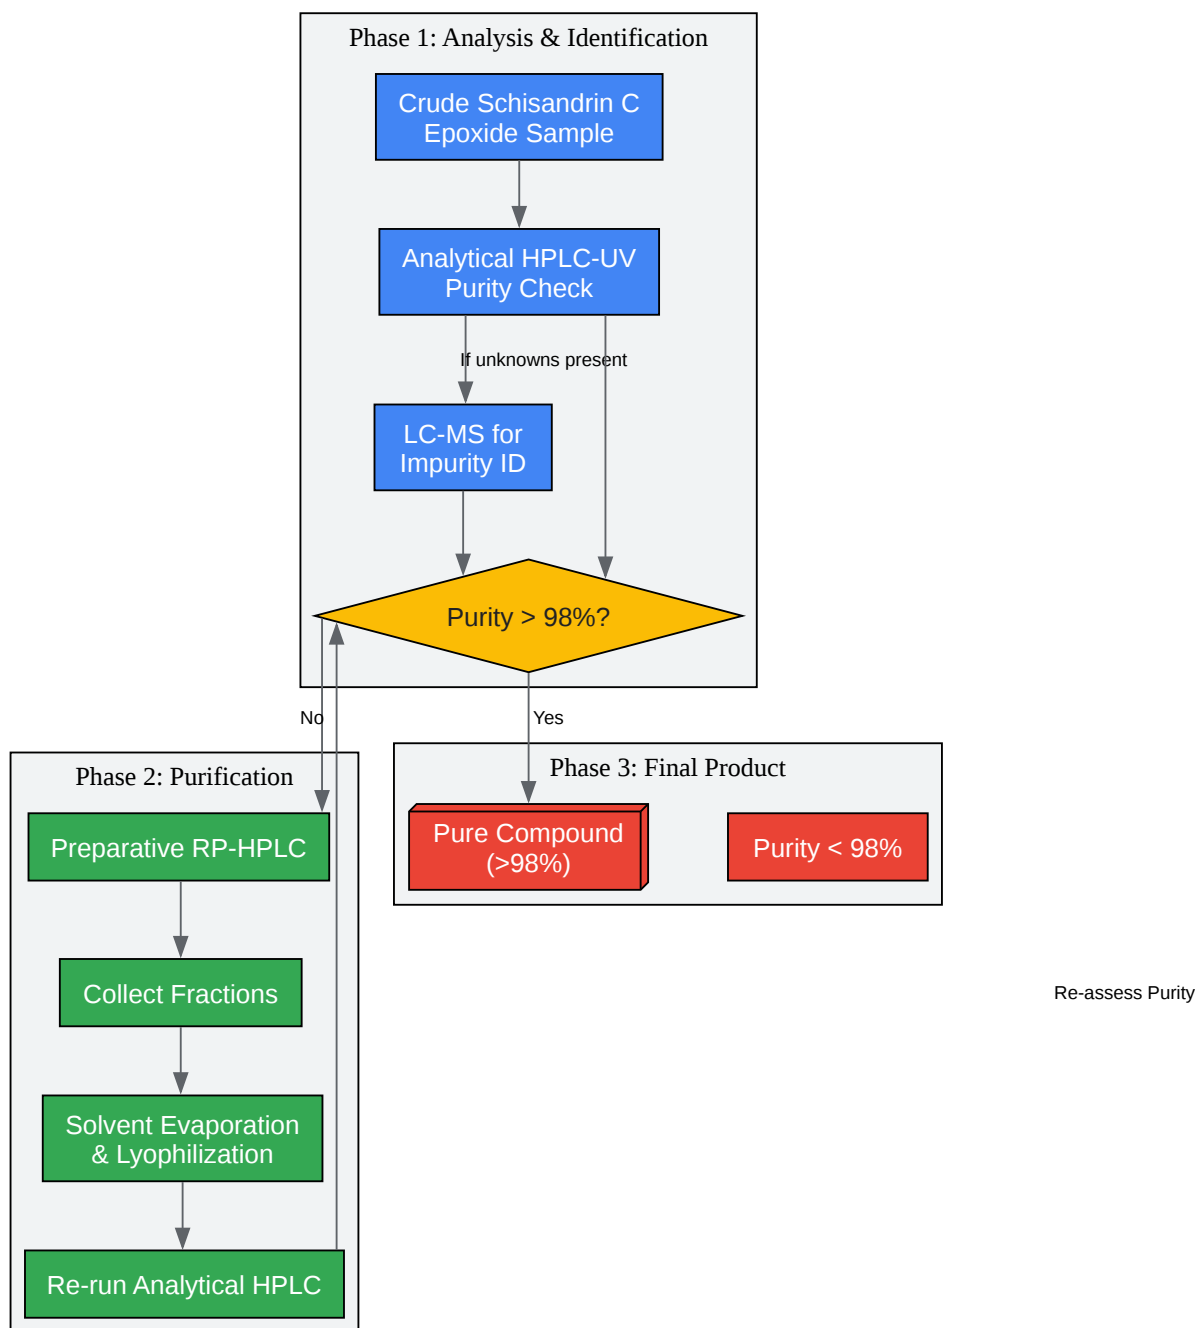 Phase 1: Analysis & Identification
Crude Schisandrin C
Epoxide Sample
Analytical HPLC-UV
Purity Check
If unknowns present
LC-MS for
Impurity ID
Purity > 98%?
No
Yes
Phase 2: Purification
Preparative RP-HPLC
Collect Fractions
Solvent Evaporation
& Lyophilization
Re-run Analytical HPLC
Phase 3: Final Product
Pure Compound
(>98%)
Purity < 98%
Re-assess Purity